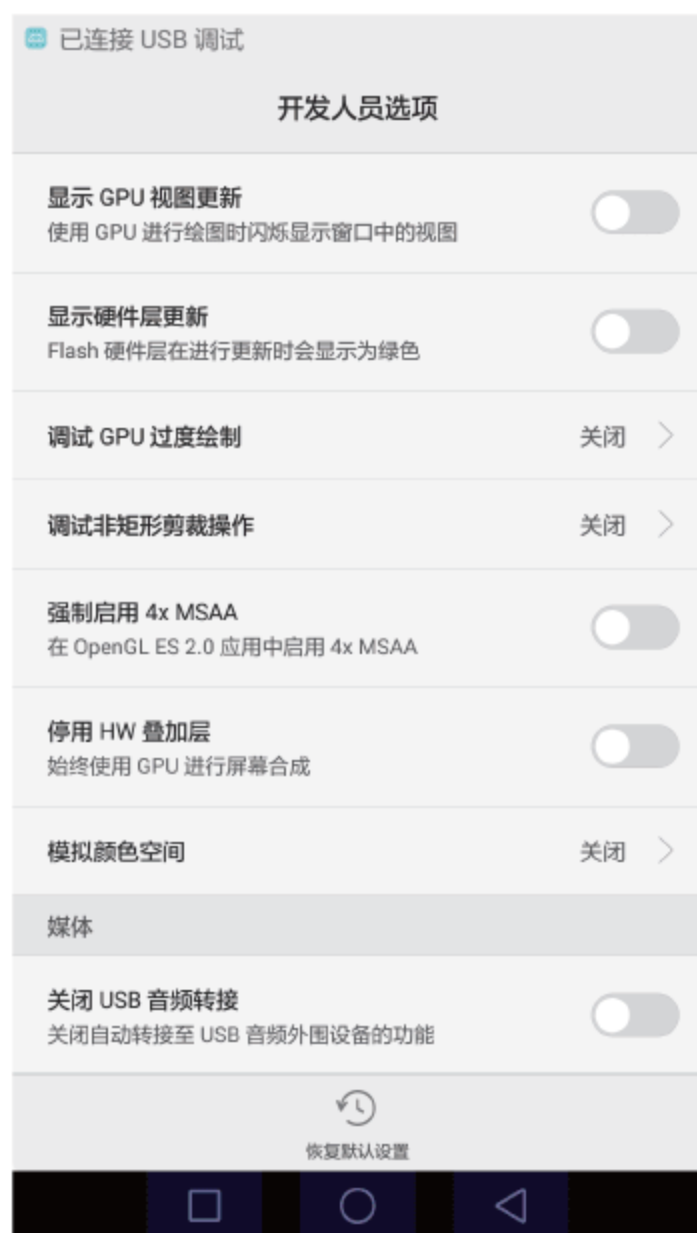 已连接 USB 调试
开发人员选项
显示 GPU 视图更新
使用 GPU 进行绘图时闪烁显示窗口中的视图
显示硬件层更新
Flash 硬件层在进行更新时会显示为绿色
调试 GPU 过度绘制
关闭
调试非矩形剪裁操作
关闭
强制启用 4x MSAA
在 OpenGL ES 2.0 应用中启用 4x MSAA
停用 HW 叠加层
始终使用 GPU 进行屏幕合成
模拟颜色空间
关闭
媒体
关闭 USB 音频转接
关闭自动转接至 USB 音频外围设备的功能
恢复默认设置